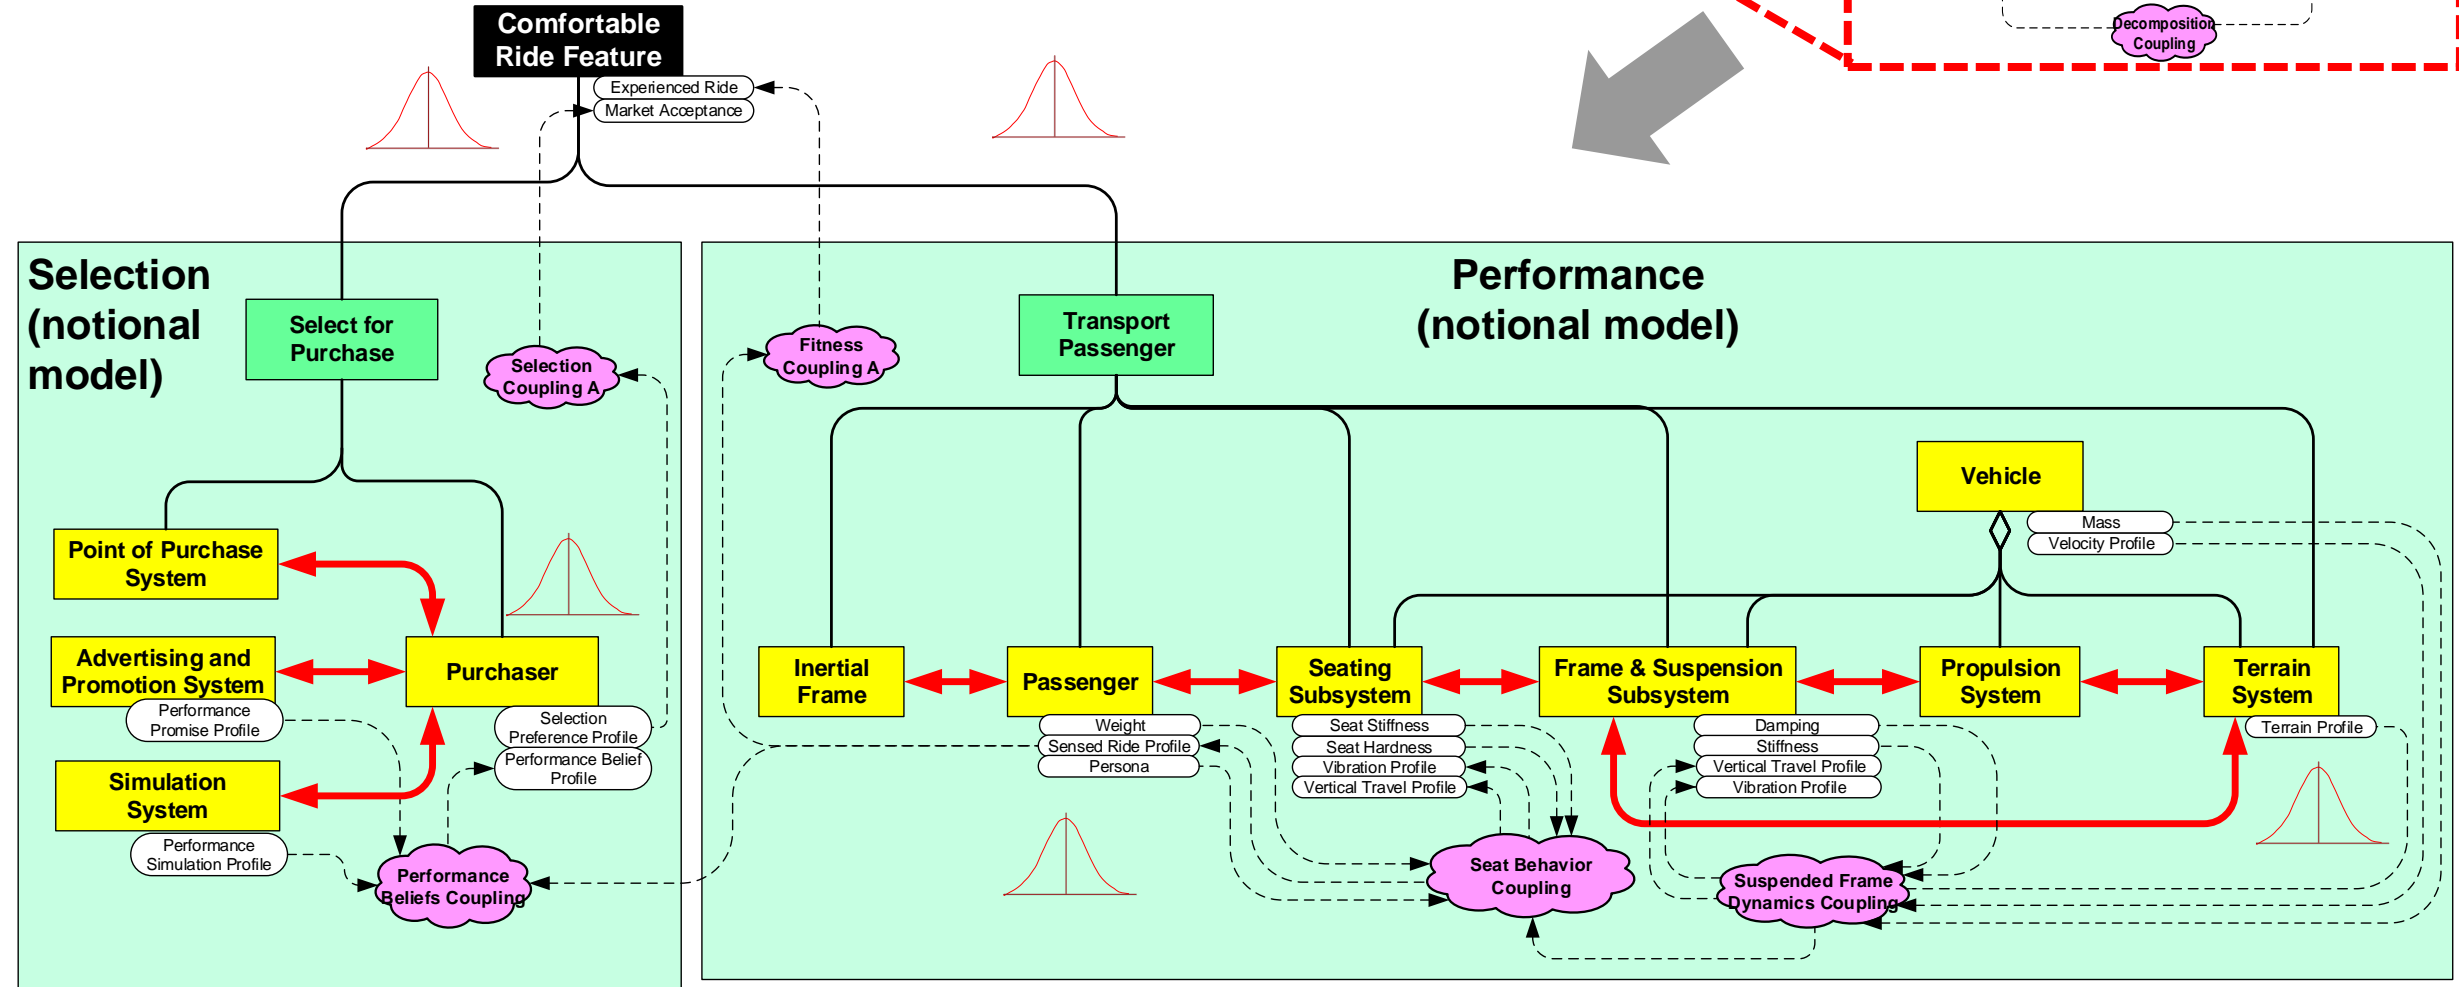 Comfortable
Ride Feature
Experienced Ride
Market Acceptance
Decomposition
Coupling
Selection
(notional
model)
Select for
Purchase
Selection
Coupling A
Point of Purchase
System
Advertising and
Promotion System
Performance
Promise Profile
Purchaser
Selection
Preference Profile
Performance Belief
Profile
Simulation
System
Performance
Simulation Profile
Performance
Beliefs Coupling
Performance
(notional model)
Fitness
Coupling A
Transport
Passenger
Vehicle
Mass
Velocity Profile
Inertial
Frame
Passenger
Weight
Sensed Ride Profile
Persona
Seating
Subsystem
Seat Stiffness
Seat Hardness
Vibration Profile
Vertical Travel Profile
Frame & Suspension
Subsystem
Damping
Stiffness
Vertical Travel Profile
Vibration Profile
Propulsion
System
Terrain
System
Terrain Profile
Seat Behavior
Coupling
Suspended Frame
Dynamics Coupling